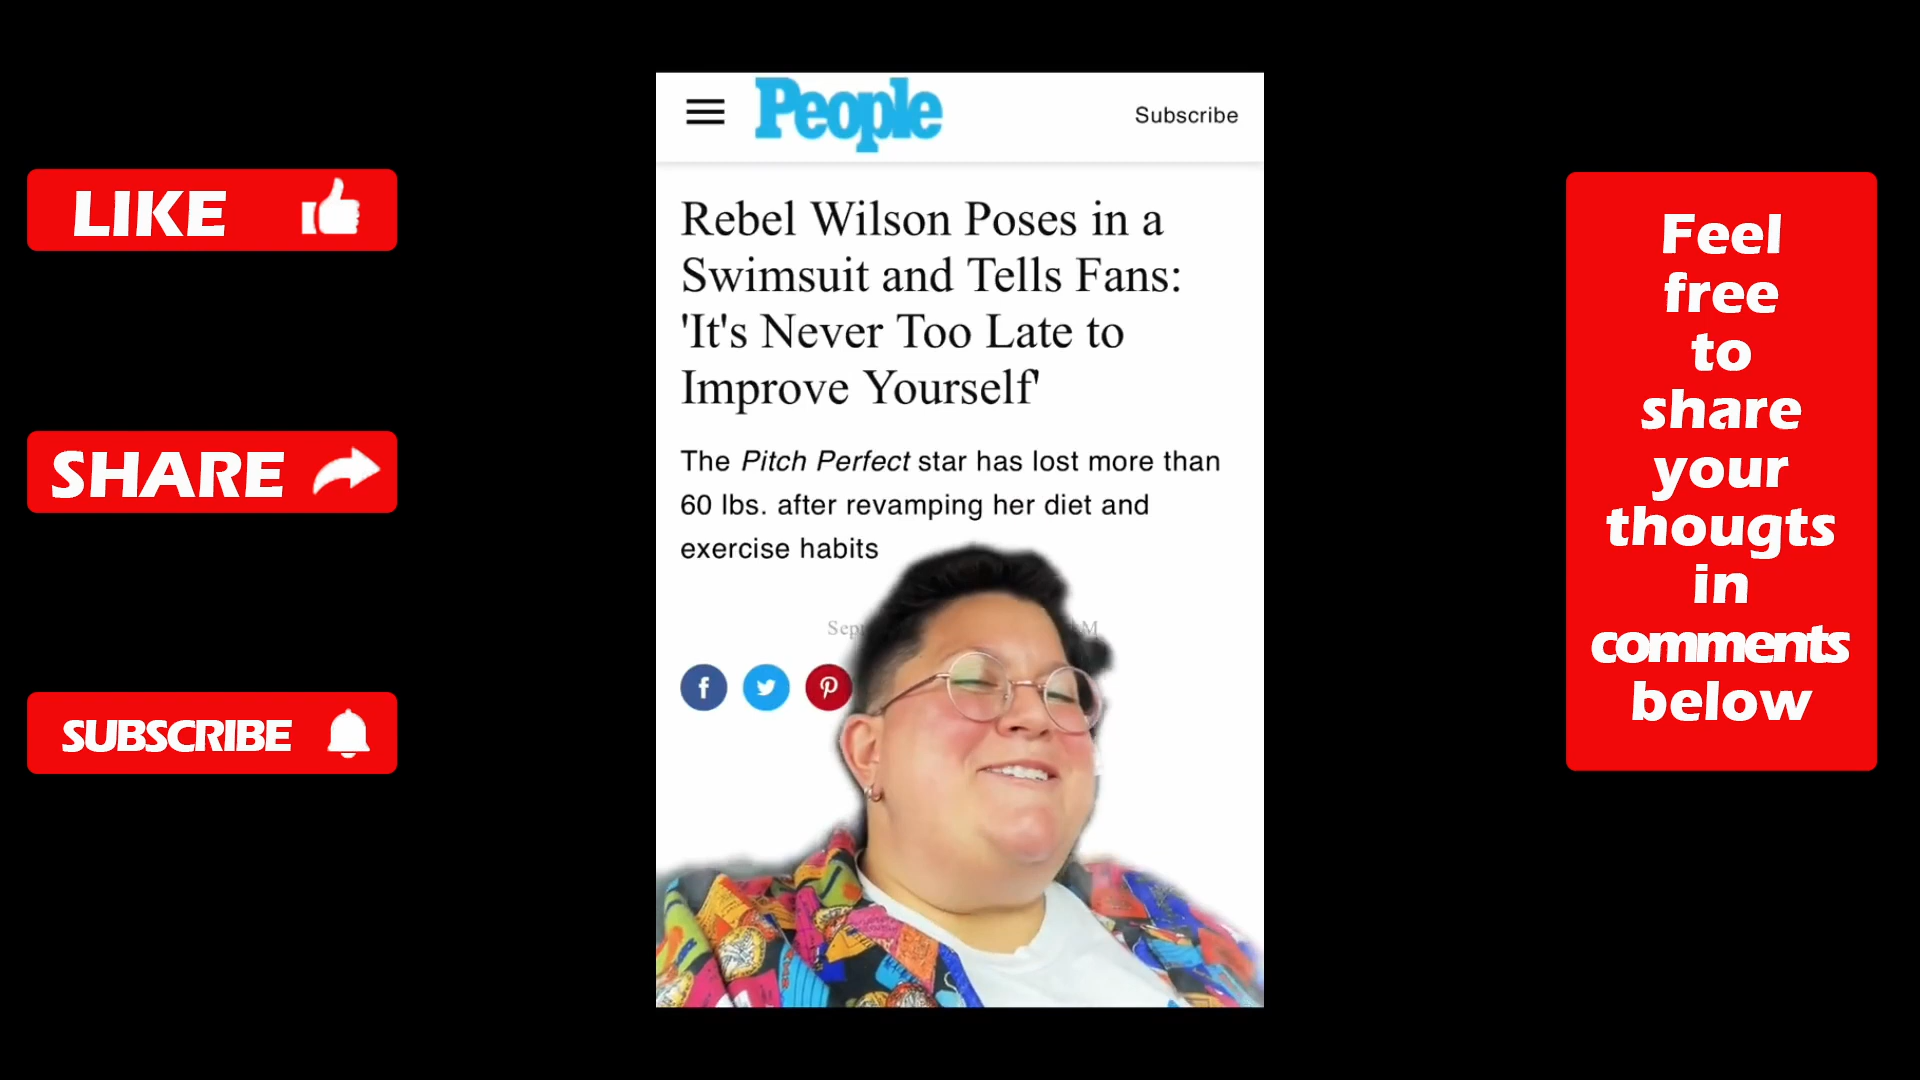 People
Subscribe
Rebel Wilson Poses in a
Swimsuit and Tells Fans:
'It's Never Too Late to
Improve Yourself'
The Pitch Perfect star has lost more than
60 lbs. after revamping her diet and
exercise habits
LIKE
SHARE
SUBSCRIBE
Feel
free
to
share
your
thougts
in
comments
below